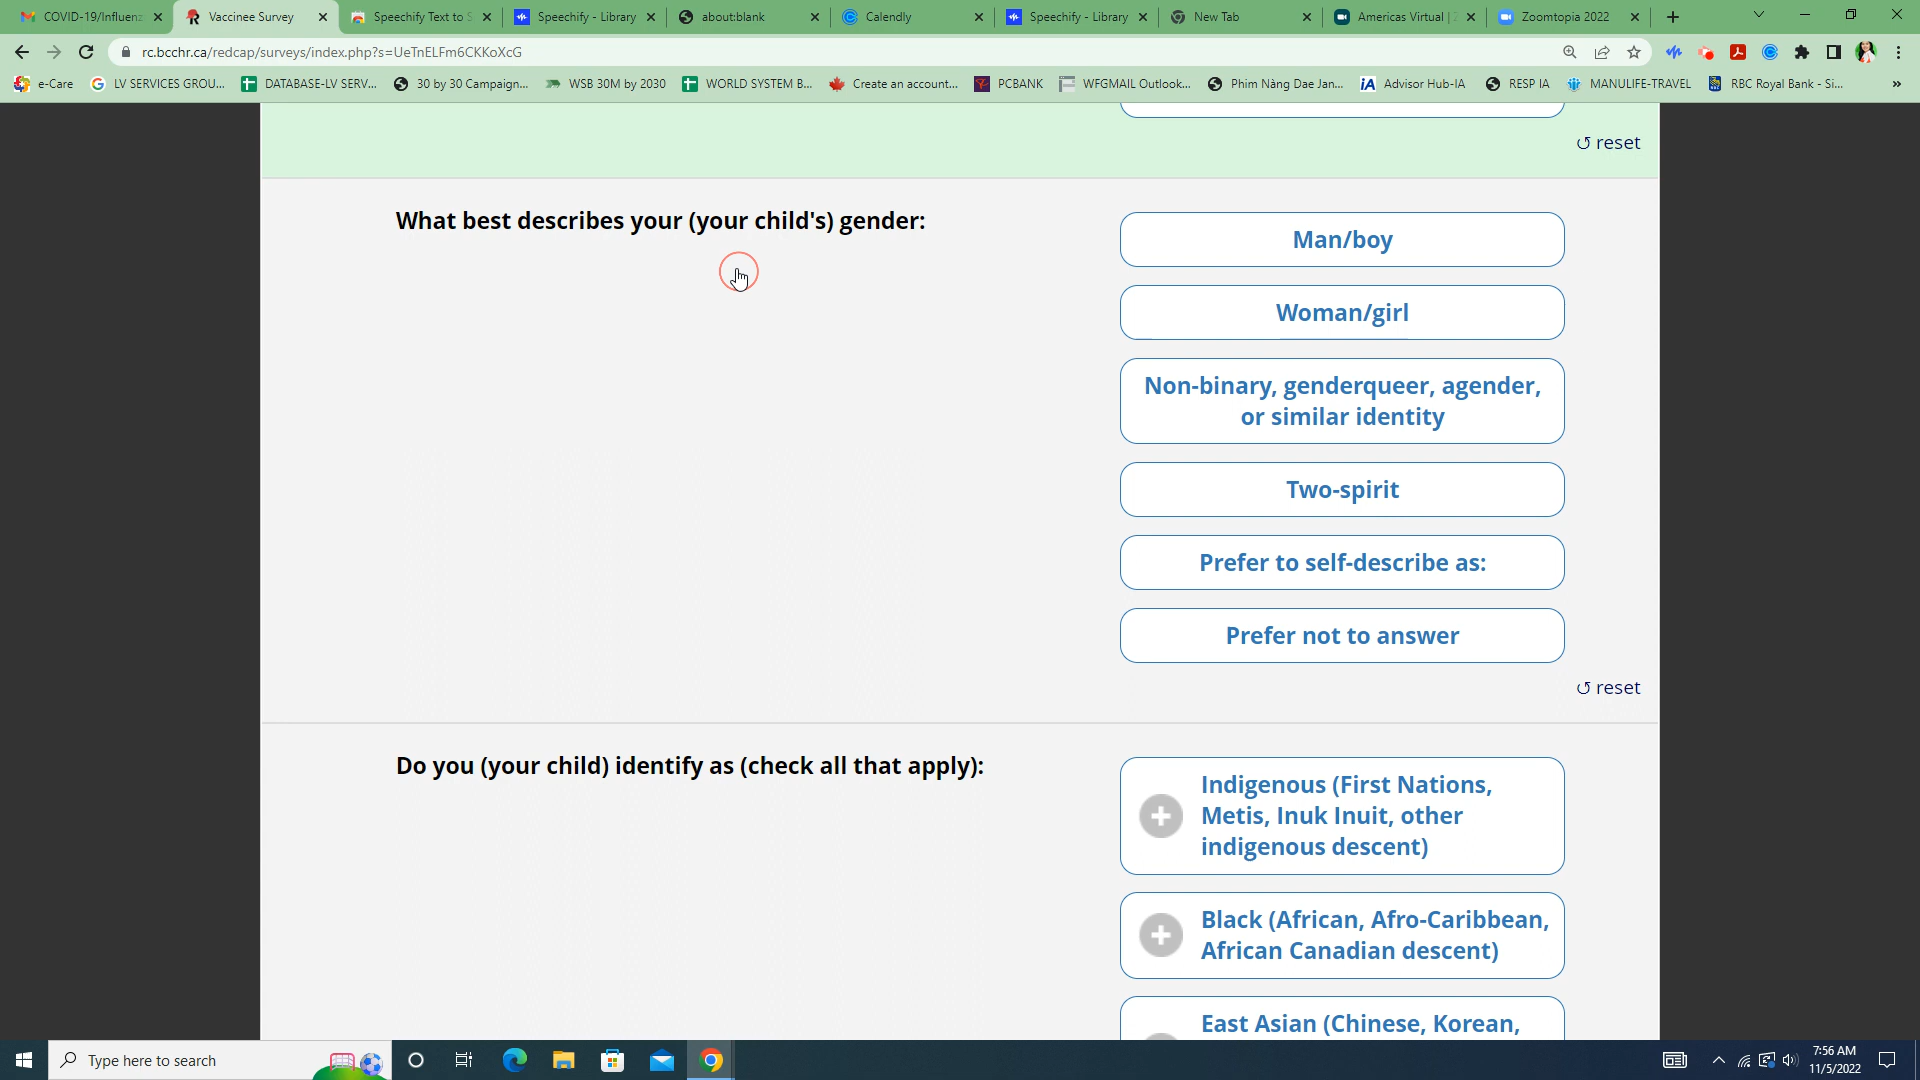 COVID-19/Influenz
Vaccinee Survey
Speechify Text to S
Speechify - Library
about:blank
Calendly
Speechify - Library
New Tab
Americas Virtual | Z
Zoomtopia 2022
rc.bcchr.ca/redcap/surveys/index.php?s=UeTnELFm6CKKoXcG
e-Care
LV SERVICES GROU...
DATABASE-LV SERV...
30 by 30 Campaign...
WSB 30M by 2030
WORLD SYSTEM B...
Create an account...
PCBANK
WFGMAIL Outlook...
Phim Nàng Dae Jan...
iA Advisor Hub-IA
RESP IA
MANULIFE-TRAVEL
RBC Royal Bank - Si...
»
reset
What best describes your (your child's) gender:
Man/boy
Woman/girl
Non-binary, genderqueer, agender,
or similar identity
Two-spirit
Prefer to self-describe as:
Prefer not to answer
reset
Do you (your child) identify as (check all that apply):
Indigenous (First Nations,
Metis, Inuk Inuit, other
indigenous descent)
Black (African, Afro-Caribbean,
African Canadian descent)
East Asian (Chinese, Korean,
Type here to search
7:56 AM
11/5/2022